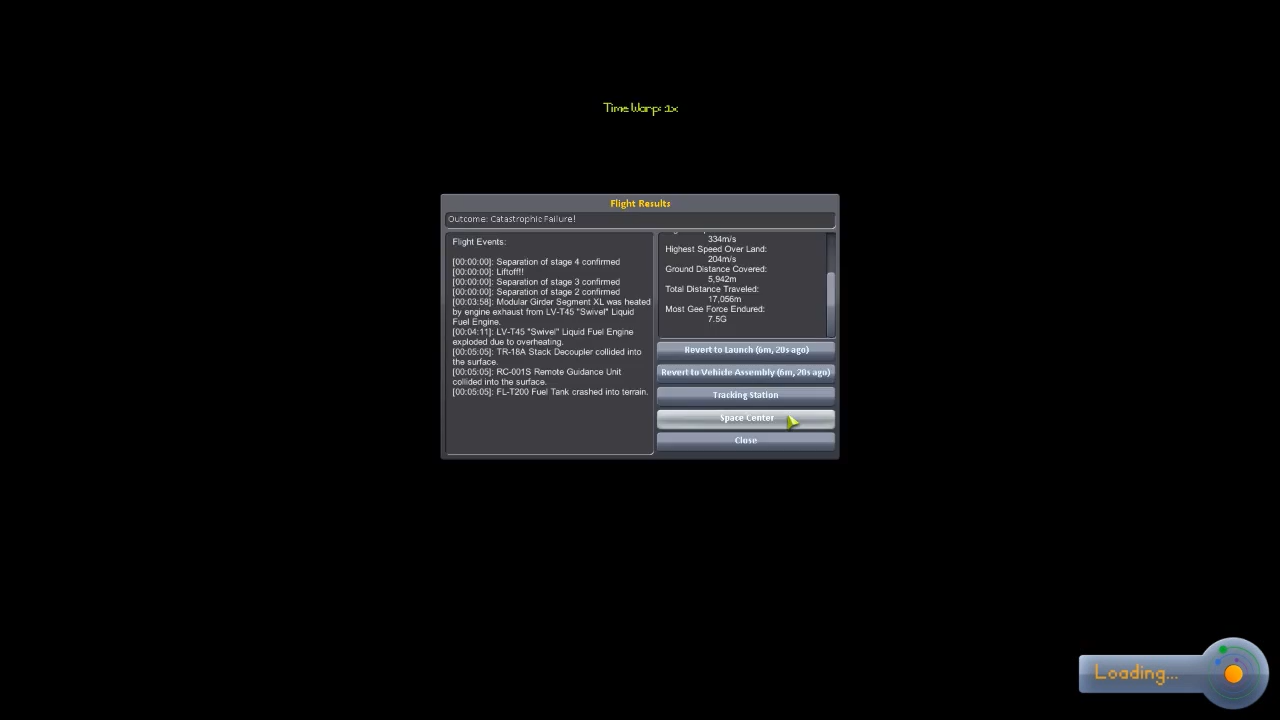 Time Warp: 1x
Flight Results
Outcome: Catastrophic Failure!
Flight Events:
[00:00:00]: Separation of stage 4 confirmed
[00:00:00]: Liftoff!!
[00:00:00]: Separation of stage 3 confirmed
[00:00:00]: Separation of stage 2 confirmed
[00:03:58]: Modular Girder Segment XL was heated
by engine exhaust from LV-T45 "Swivel" Liquid
Fuel Engine.
[00:04:11]: LV-T45 "Swivel" Liquid Fuel Engine
exploded due to overheating.
[00:05:05]: TR-18A Stack Decoupler collided into
the surface.
[00:05:05]: RC-001S Remote Guidance Unit
collided into the surface.
[00:05:05]: FL-T200 Fuel Tank crashed into terrain.
334m/s
Highest Speed Over Land:
204m/s
Ground Distance Covered:
5,942m
Total Distance Traveled:
17,056m
Most Gee Force Endured:
7.5G
Revert to Launch (6m, 20s ago)
Revert to Vehicle Assembly (6m, 20s ago)
Tracking Station
Space Center
Close
Loading...